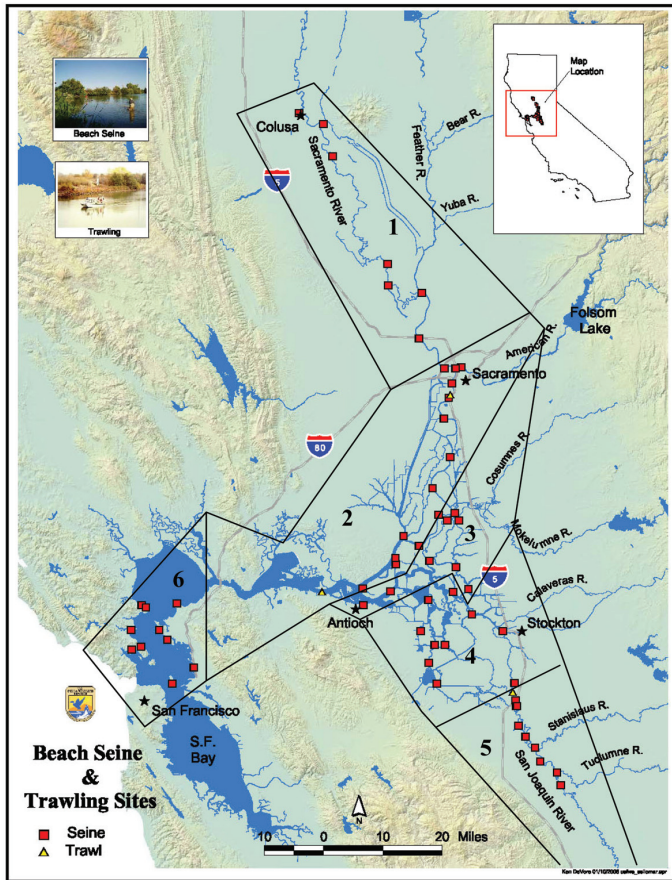 Beach Seine
Trawling
Map
Location
Colusa
Sacramento River
Feather R.
Bear R.
Yuba R.
5
1
Folsom
Lake
American R.
Sacramento
80
Cosumnes R.
2
3
Mokelumne R.
5
Calaveras R.
6
Antioch
Stockton
4
San Francisco
S.F.
Bay
5
Stanislaus R.
Tuolumne R.
San Joaquin River
Beach Seine
&
Trawling Sites
Seine
Trawl
N
10 0 10 20 Miles